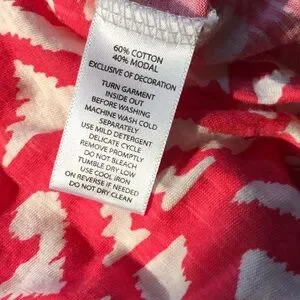 60% COTTON
40% MODAL
EXCLUSIVE OF DECORATION
TURN GARMENT
INSIDE OUT
BEFORE WASHING
MACHINE WASH COLD
SEPARATELY
USE MILD DETERGENT
DELICATE CYCLE
REMOVE PROMPTLY
DO NOT BLEACH
TUMBLE DRY LOW
USE COOL IRON
ON REVERSE IF NEEDED
DO NOT DRY CLEAN